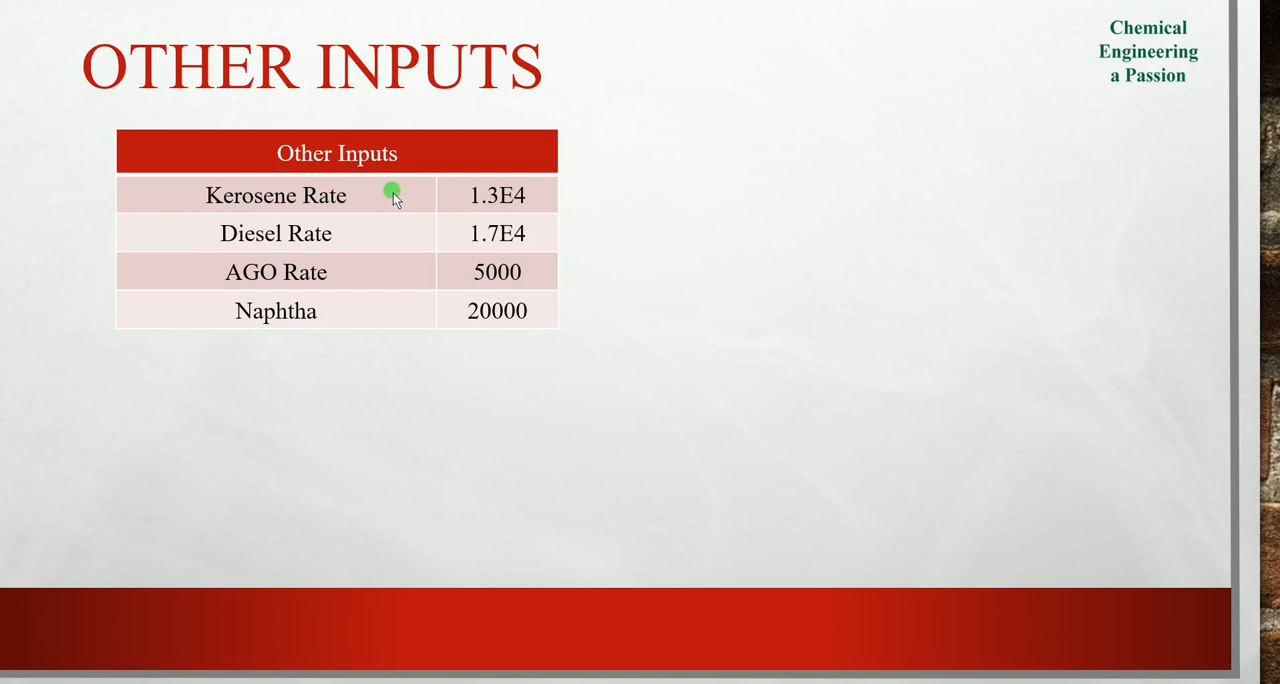 OTHER INPUTS
Chemical
Engineering
a Passion
Other Inputs
Kerosene Rate 1.3E4
Diesel Rate 1.7E4
AGO Rate 5000
Naphtha 20000